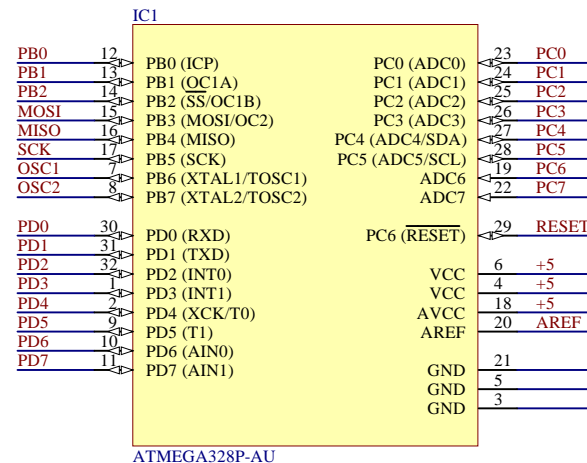 IC1
PB0 12 PB0 (ICP) PC0 (ADC0) 23 PC0
PB1 13 PB1 (OC1A) PC1 (ADC1) 24 PC1
PB2 14 PB2 (SS/OC1B) PC2 (ADC2) 25 PC2
MOSI 15 PB3 (MOSI/OC2) PC3 (ADC3) 26 PC3
MISO 16 PB4 (MISO) PC4 (ADC4/SDA) 27 PC4
SCK 17 PB5 (SCK) PC5 (ADC5/SCL) 28 PC5
OSC1 7 PB6 (XTAL1/TOSC1) ADC6 19 PC6
OSC2 8 PB7 (XTAL2/TOSC2) ADC7 22 PC7
PD0 30 PD0 (RXD) PC6 (RESET) 29 RESET
PD1 31 PD1 (TXD)
PD2 32 PD2 (INT0) VCC 6 +5
PD3 1 PD3 (INT1) VCC 4 +5
PD4 2 PD4 (XCK/T0) AVCC 18 +5
PD5 9 PD5 (T1) AREF 20 AREF
PD6 10 PD6 (AIN0)
PD7 11 PD7 (AIN1) GND 21
GND 5
GND 3
ATMEGA328P-AU